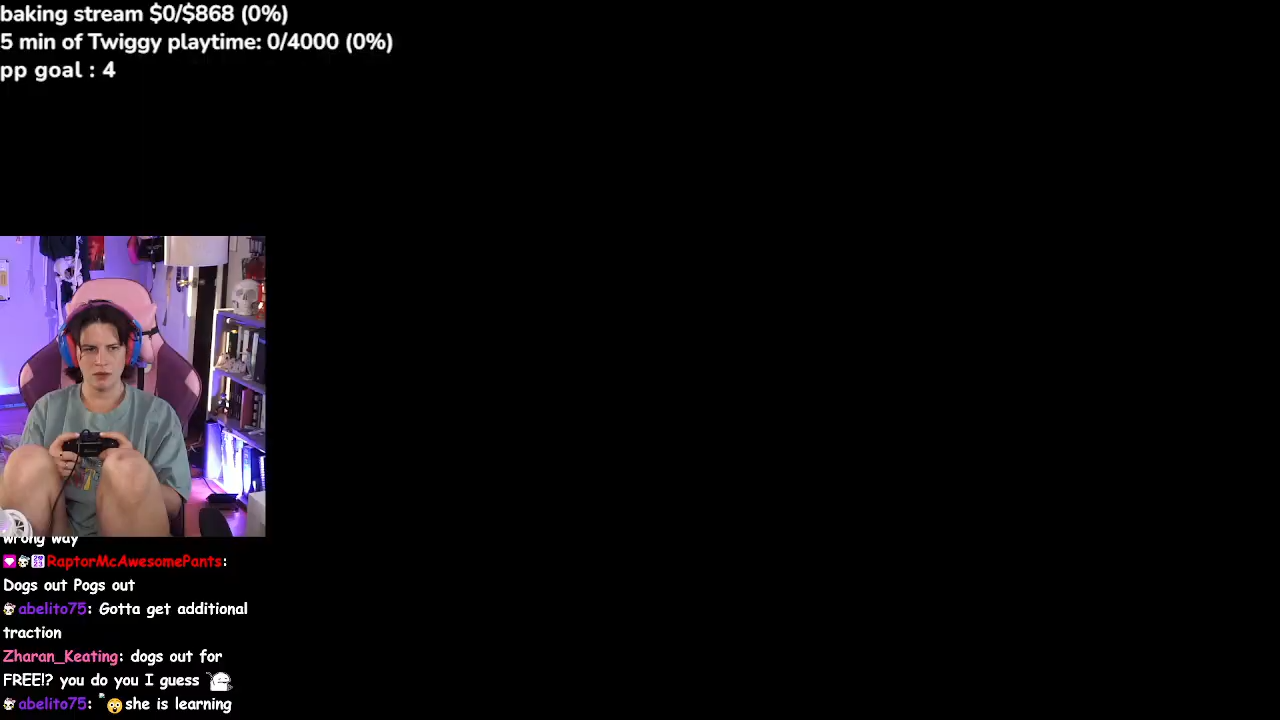 baking stream $0/$868 (0%)
5 min of Twiggy playtime: 0/4000 (0%)
pp goal : 4
wrong way
RaptorMcAwesomePants:
Dogs out Pogs out
abelito75: Gotta get additional
traction
Zharan_Keating: dogs out for
FREE!? you do you I guess
abelito75: she is learning